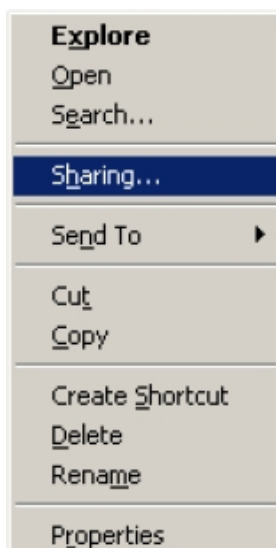 Explore
Open
Search...
Sharing...
Send To
Cut
Copy
Create Shortcut
Delete
Rename
Properties